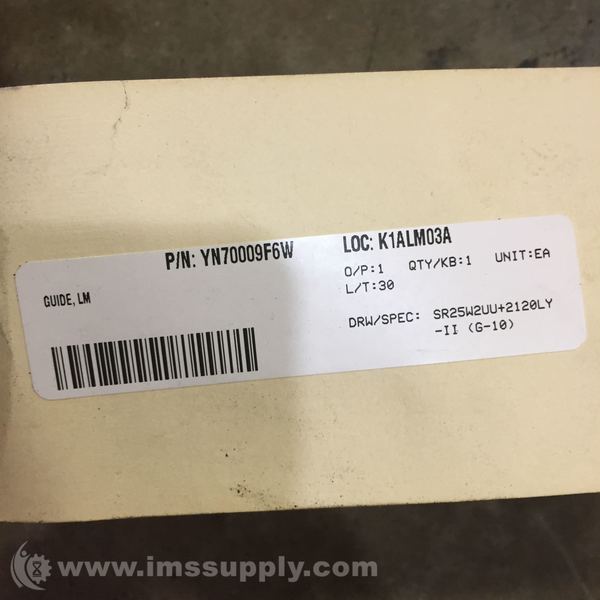 P/N: YN70009F6W
LOC: K1ALM03A
O/P:1 QTY/KB:1 UNIT:EA
L/T:30
GUIDE, LM
DRW/SPEC: SR25W2UU+2120LY
-II (G-10)
www.imssupply.com